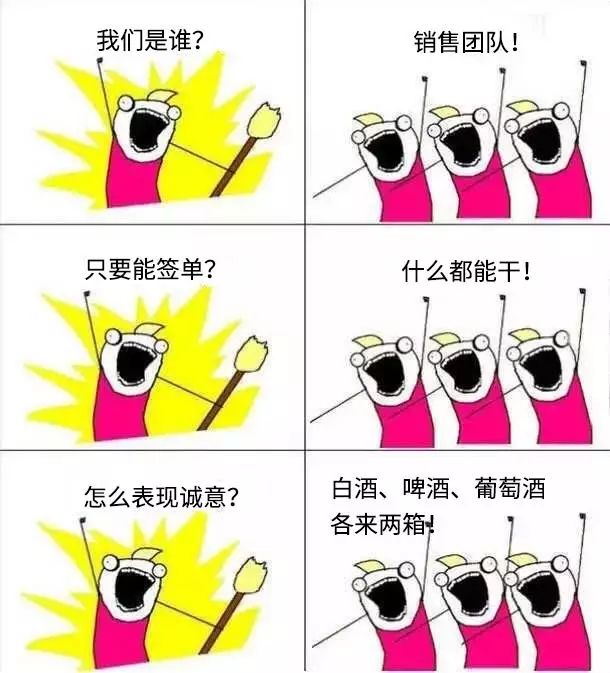 我们是谁？
销售团队！
只要能签单？
什么都能干！
怎么表现诚意？
白酒、啤酒、葡萄酒
各来两箱！